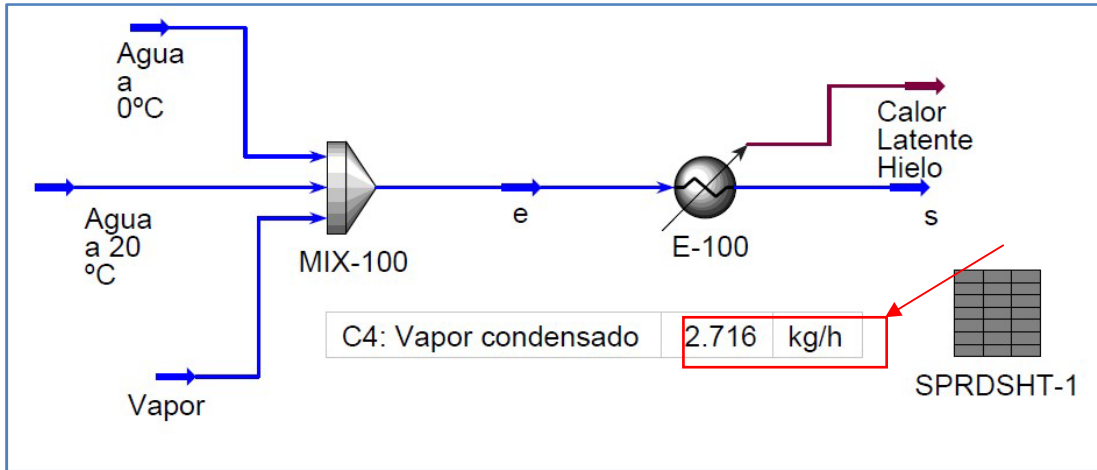 Agua
a
0ºC
Calor
Latente
Hielo
Agua
a 20
ºC
e
s
MIX-100
E-100
C4: Vapor condensado 2.716 kg/h
Vapor
SPRDSHT-1